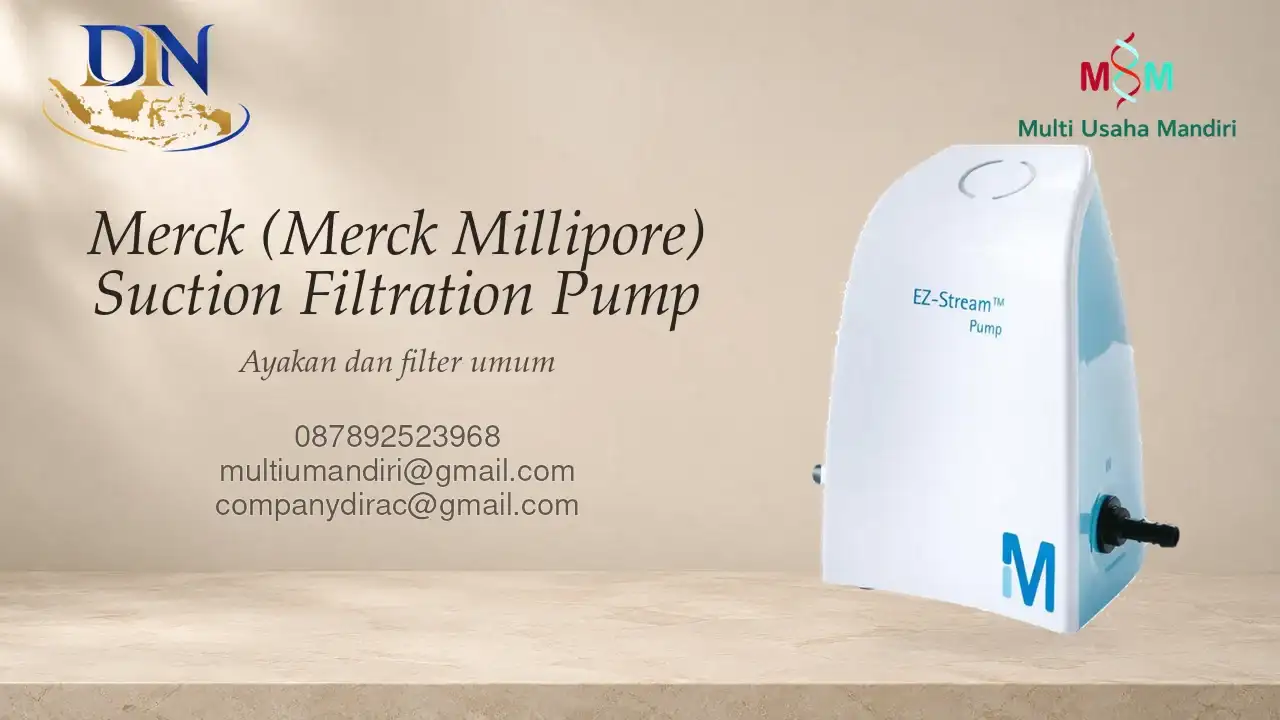 DN
M M
Multi Usaha Mandiri
Merck (Merck Millipore)
Suction Filtration Pump
Ayakan dan filter umum
087892523968
multiumandiri@gmail.com
companydirac@gmail.com
EZ-Stream™
Pump
M